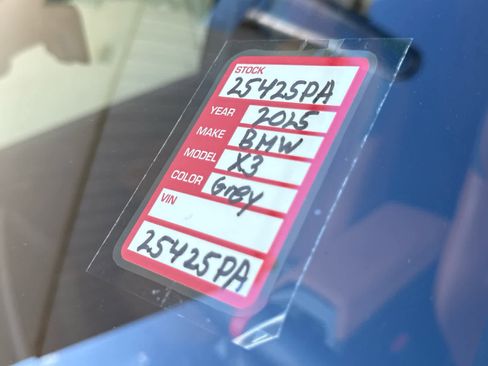 STOCK
25425PA
YEAR 2025
MAKE BMW
MODEL X3
COLOR Grey
VIN
25425PA